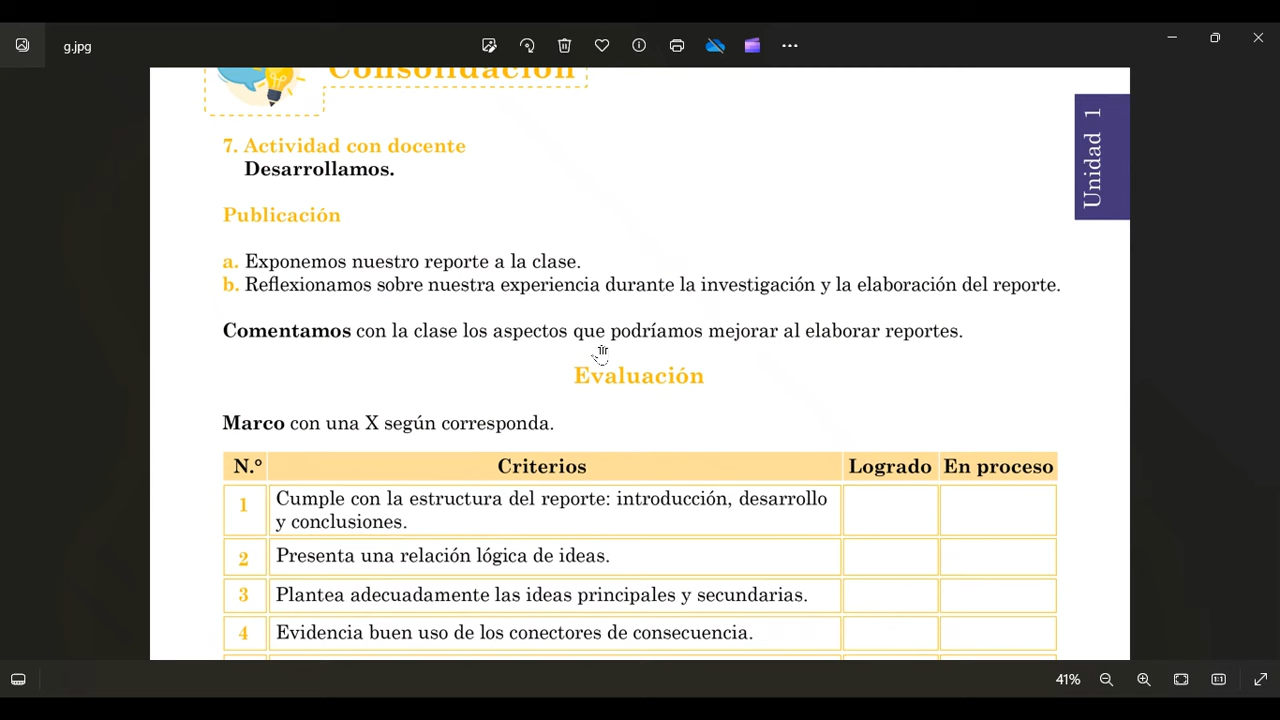 g.jpg
Consolidación
Unidad 1
7. Actividad con docente
Desarrollamos.
Publicación
a. Exponemos nuestro reporte a la clase.
b. Reflexionamos sobre nuestra experiencia durante la investigación y la elaboración del reporte.
Comentamos con la clase los aspectos que podríamos mejorar al elaborar reportes.
Evaluación
Marco con una X según corresponda.
N.° Criterios Logrado En proceso
1 Cumple con la estructura del reporte: introducción, desarrollo
y conclusiones.
2 Presenta una relación lógica de ideas.
3 Plantea adecuadamente las ideas principales y secundarias.
4 Evidencia buen uso de los conectores de consecuencia.
41%